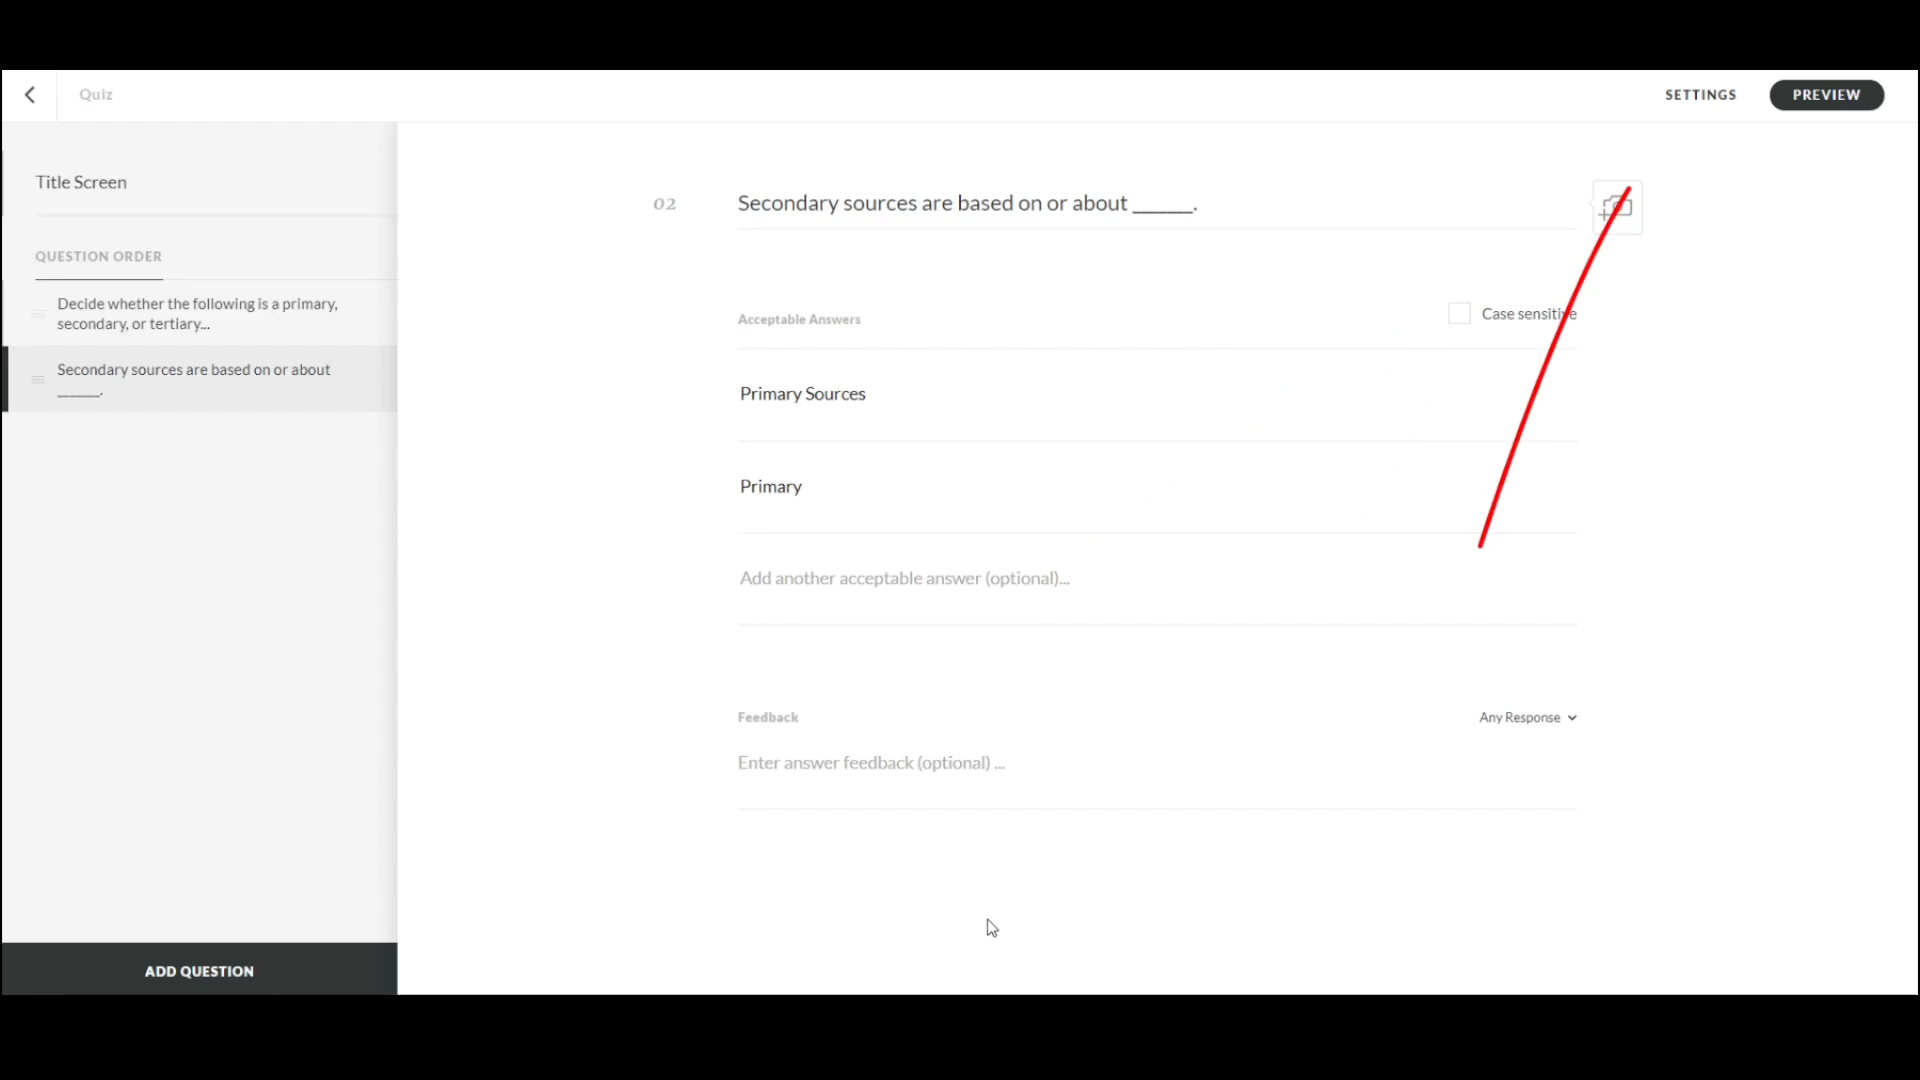 Quiz
SETTINGS
PREVIEW
Title Screen
QUESTION ORDER
Decide whether the following is a primary,
secondary, or tertiary...
Secondary sources are based on or about
______.
ADD QUESTION
02
Secondary sources are based on or about ______.
Acceptable Answers
Case sensitive
Primary Sources
Primary
Add another acceptable answer (optional)...
Feedback
Any Response
Enter answer feedback (optional) ...